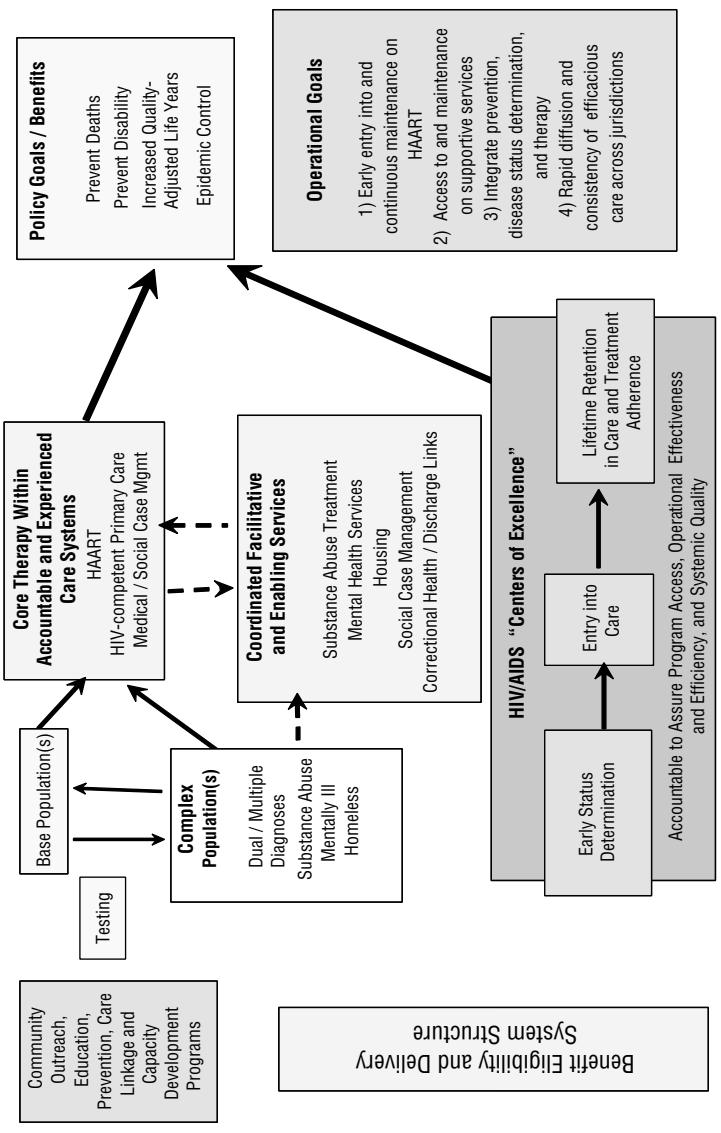 Community
Outreach,
Education,
Prevention, Care
Linkage and
Capacity
Development
Programs
Testing
Base Population(s)
Complex
Population(s)
Dual / Multiple
Diagnoses
Substance Abuse
Mentally Ill
Homeless
Core Therapy Within
Accountable and Experienced
Care Systems
HAART
HIV-competent Primary Care
Medical / Social Case Mgmt
Coordinated Facilitative
and Enabling Services
Substance Abuse Treatment
Mental Health Services
Housing
Social Case Management
Correctional Health / Discharge Links
Policy Goals / Benefits
Prevent Deaths
Prevent Disability
Increased Quality-
Adjusted Life Years
Epidemic Control
Operational Goals
1) Early entry into and
continuous maintenance on
HAART
2) Access to and maintenance
on supportive services
3) Integrate prevention,
disease status determination,
and therapy
4) Rapid diffusion and
consistency of efficacious
care across jurisdictions
Benefit Eligibility and Delivery
System Structure
HIV/AIDS “Centers of Excellence”
Early Status
Determination
Entry into
Care
Lifetime Retention
in Care and Treatment
Adherence
Accountable to Assure Program Access, Operational Effectiveness
and Efficiency, and Systemic Quality